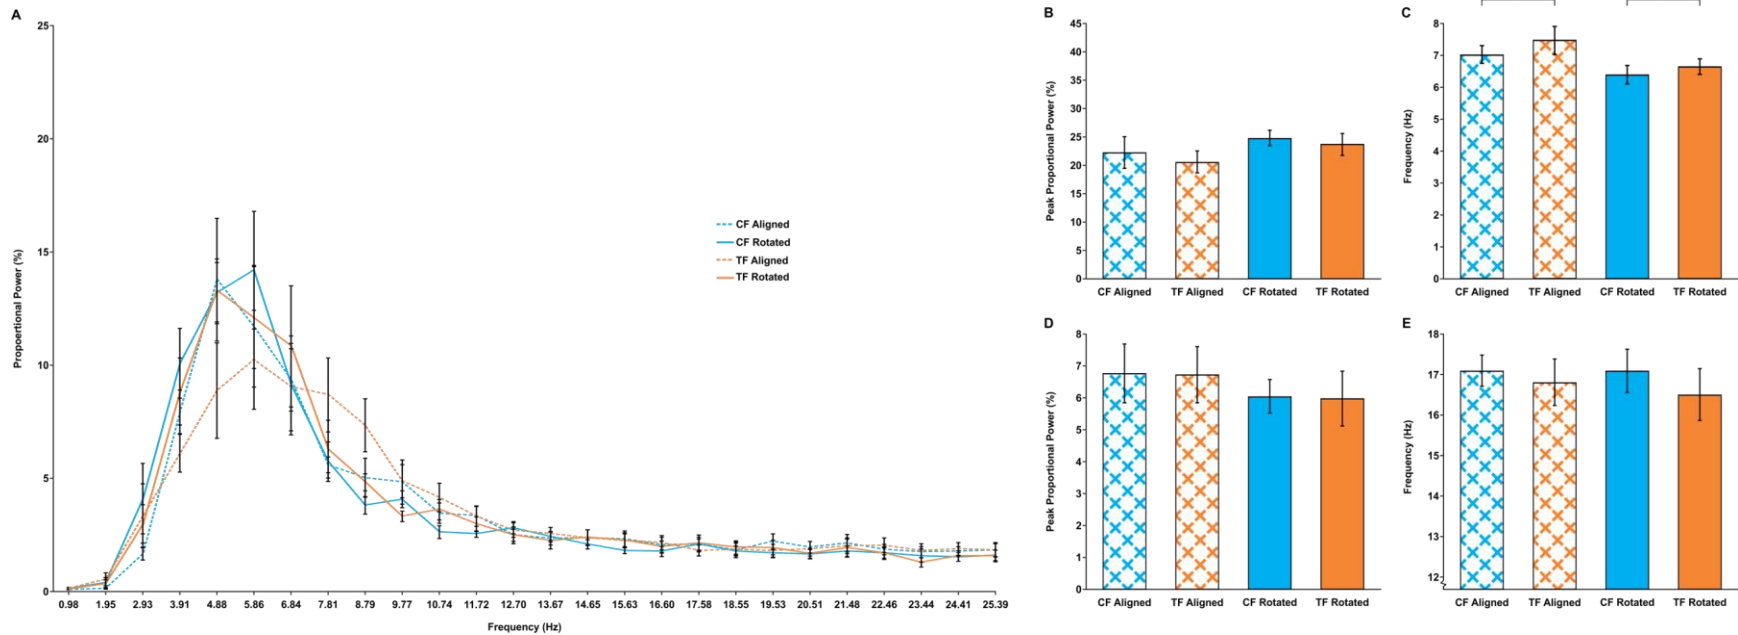 A
Propoertional Power (%)
25
20
15
10
5
0
CF Aligned
CF Rotated
TF Aligned
TF Rotated
0.98 1.95 2.93 3.91 4.88 5.86 6.84 7.81 8.79 9.77 10.74 11.72 12.70 13.67 14.65 15.63 16.60 17.58 18.55 19.53 20.51 21.48 22.46 23.44 24.41 25.39
Frequency (Hz)
B
Peak Proportional Power (%)
45
40
35
30
25
20
15
10
5
0
CF Aligned TF Aligned CF Rotated TF Rotated
C
Frequency (Hz)
8
7
6
5
4
3
2
1
0
CF Aligned TF Aligned CF Rotated TF Rotated
D
Peak Proportional Power (%)
8
7
6
5
4
3
2
1
0
CF Aligned TF Aligned CF Rotated TF Rotated
E
Frequency (Hz)
18
17
16
15
14
13
12
CF Aligned TF Aligned CF Rotated TF Rotated